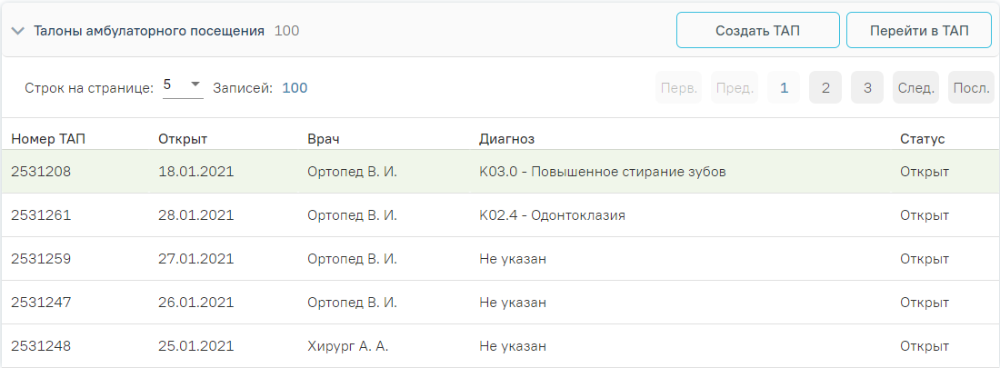 Талоны амбулаторного посещения 100 Создать ТАП Перейти в ТАП
Строк на странице: 5 Записей: 100 Перв. Пред. 1 2 3 След. Посл.
Номер ТАП Открыт Врач Диагноз Статус
2531208 18.01.2021 Ортопед В. И. K03.0 - Повышенное стирание зубов Открыт
2531261 28.01.2021 Ортопед В. И. K02.4 - Одонтоклазия Открыт
2531259 27.01.2021 Ортопед В. И. Не указан Открыт
2531247 26.01.2021 Ортопед В. И. Не указан Открыт
2531248 25.01.2021 Хирург А. А. Не указан Открыт